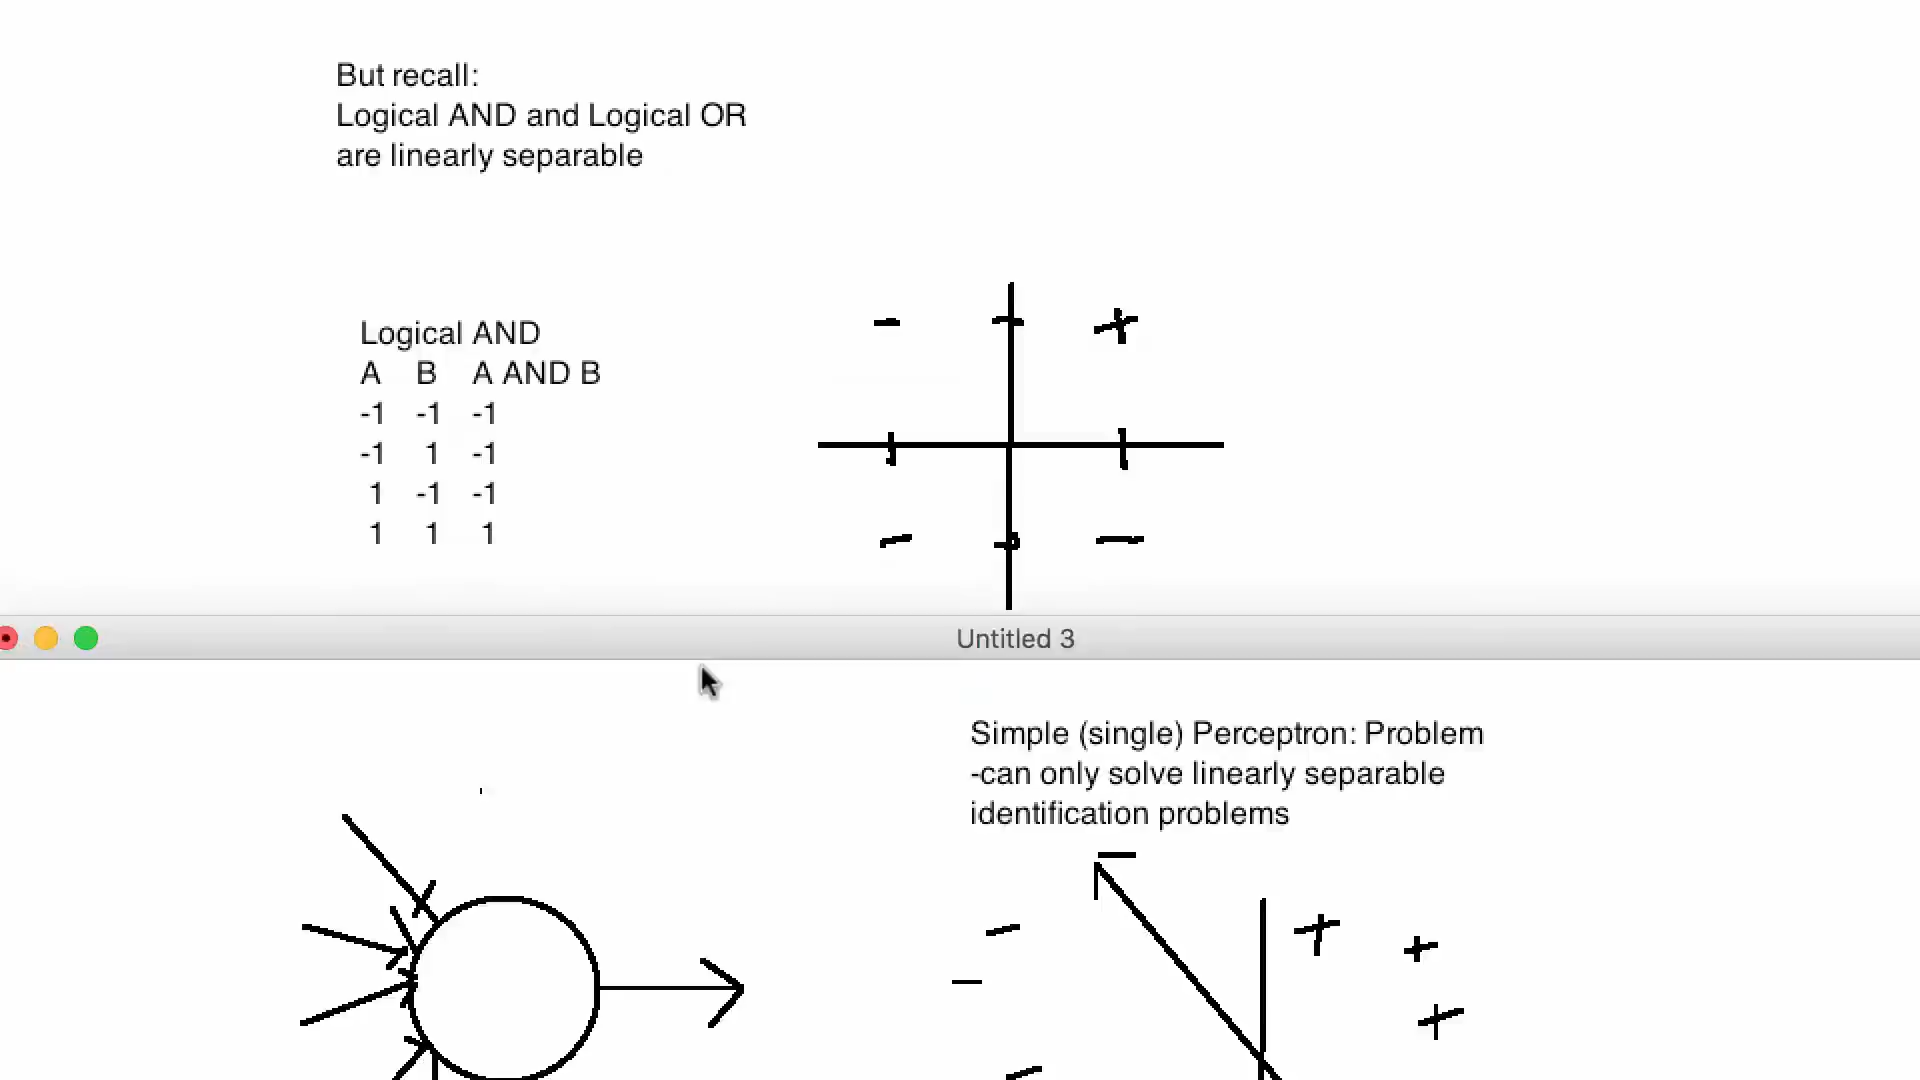 But recall:
Logical AND and Logical OR
are linearly separable
Logical AND
A B A AND B
-1 -1 -1
-1 1 -1
1 -1 -1
1 1 1
Untitled 3
Simple (single) Perceptron: Problem
-can only solve linearly separable
identification problems